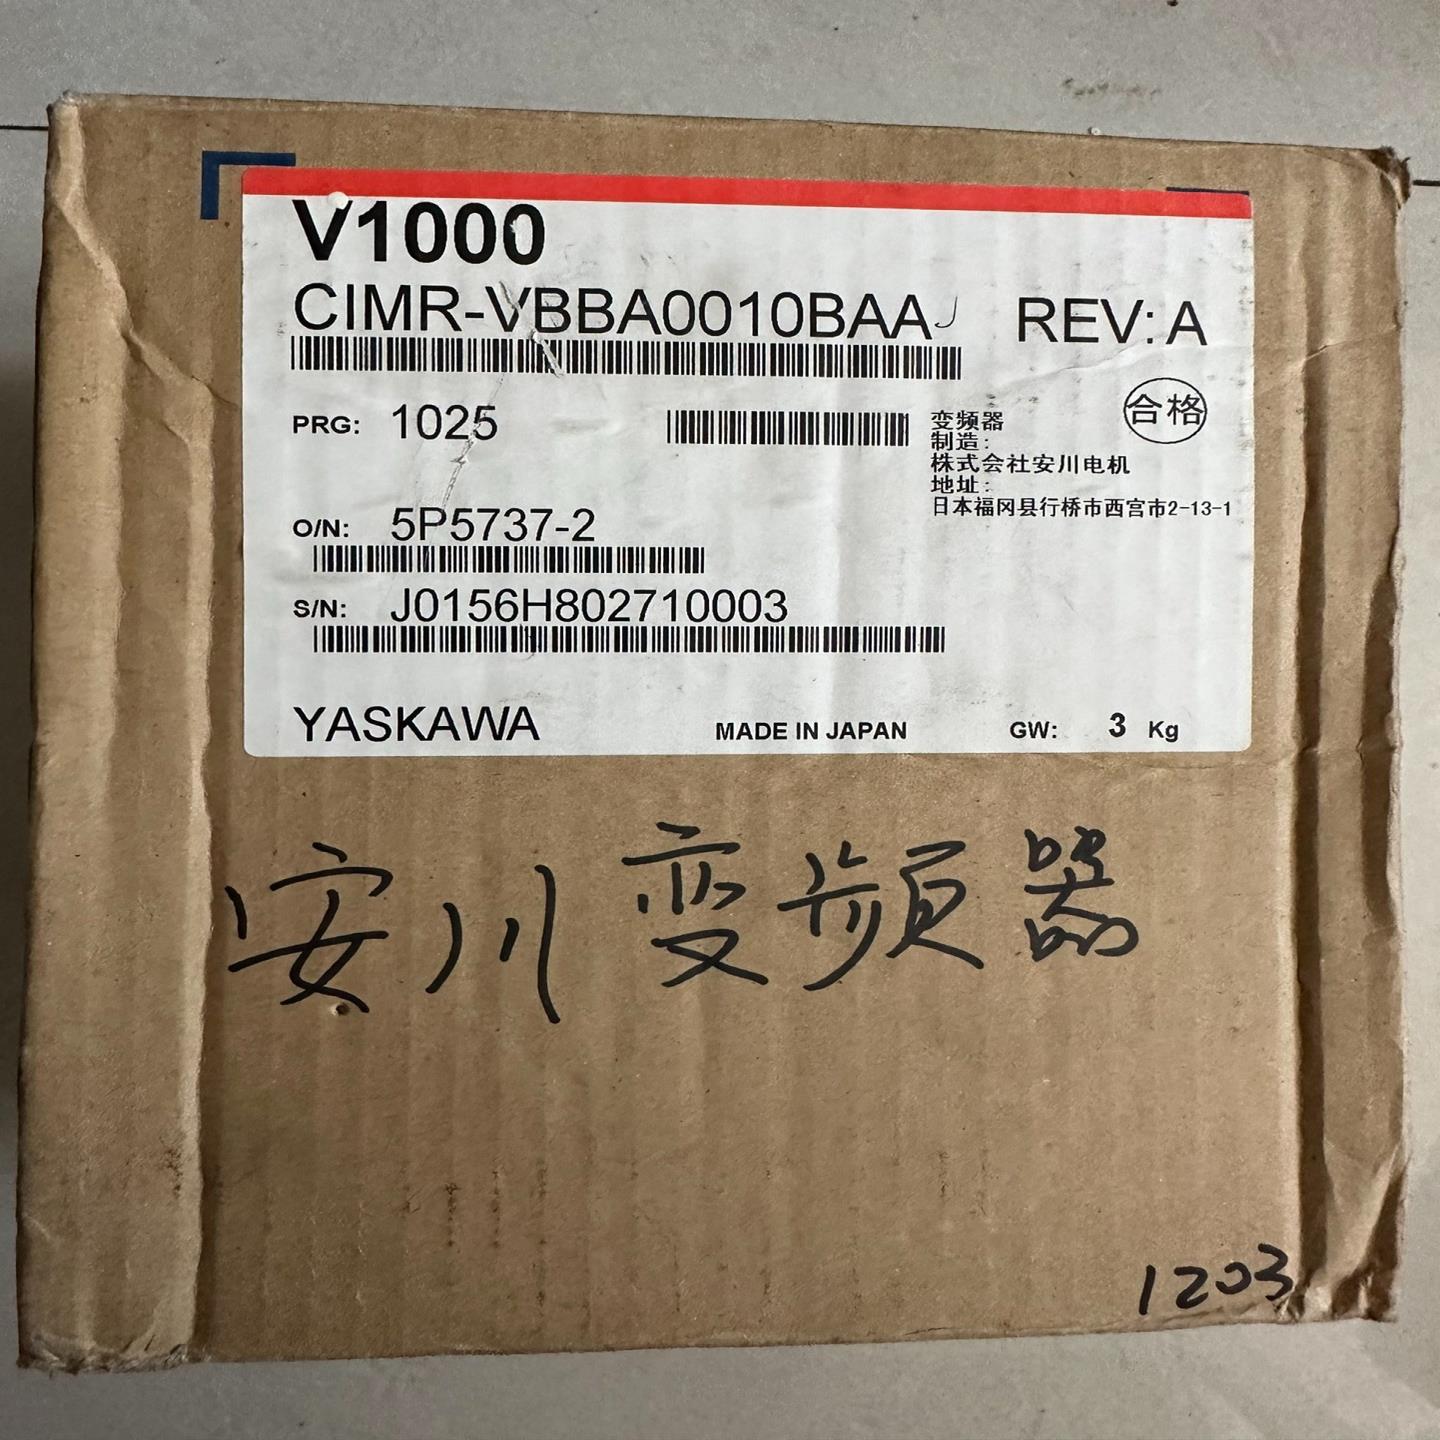 V1000
CIMR-VBBA0010BAA REV: A
合格
PRG: 1025
变频器
制造:
株式会社安川电机
地址:
日本福冈县行桥市西宫市2-13-1
O/N: 5P5737-2
S/N: J0156H802710003
YASKAWA MADE IN JAPAN GW: 3 Kg
安川变频器
1203